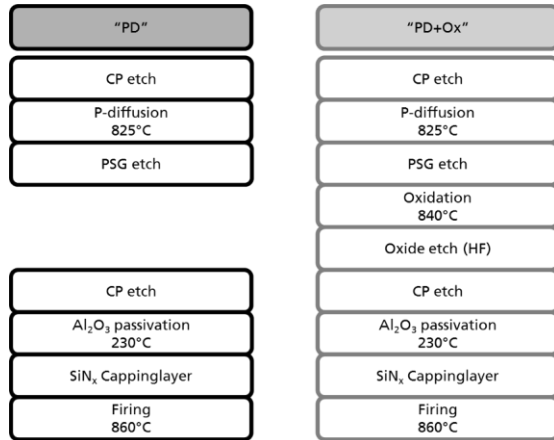 “PD”
CP etch
P-diffusion
825°C
PSG etch
CP etch
Al₂O₃ passivation
230°C
SiNₓ Cappinglayer
Firing
860°C
“PD+Ox”
CP etch
P-diffusion
825°C
PSG etch
Oxidation
840°C
Oxide etch (HF)
CP etch
Al₂O₃ passivation
230°C
SiNₓ Cappinglayer
Firing
860°C